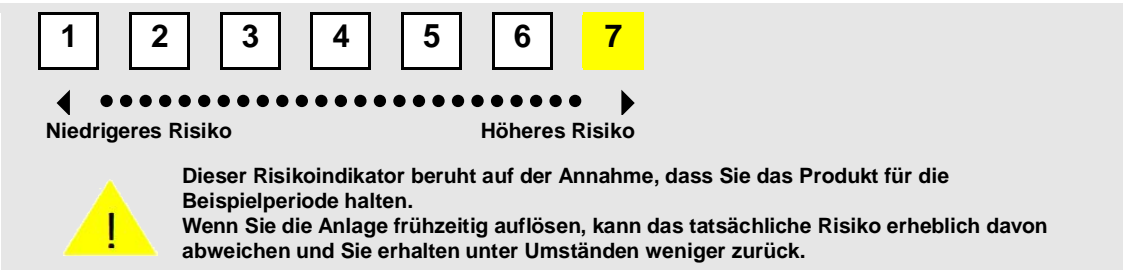 1 2 3 4 5 6 7
Niedrigeres Risiko Höheres Risiko
Dieser Risikoindikator beruht auf der Annahme, dass Sie das Produkt für die
Beispielperiode halten.
Wenn Sie die Anlage frühzeitig auflösen, kann das tatsächliche Risiko erheblich davon
abweichen und Sie erhalten unter Umständen weniger zurück.
!